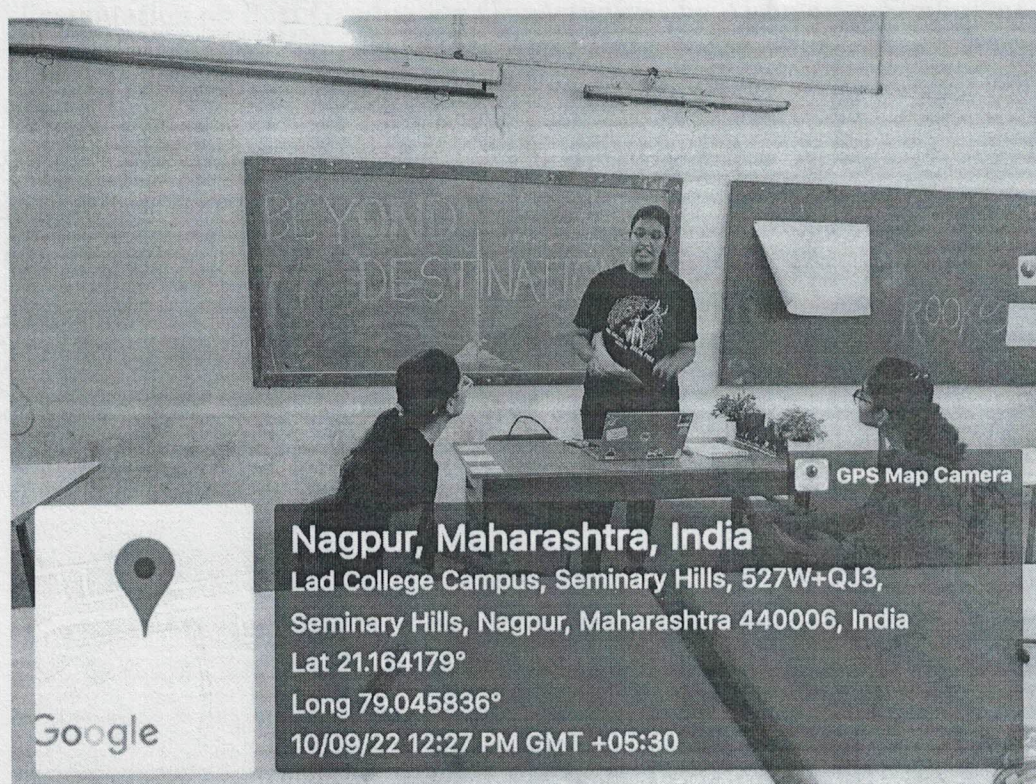 BEYOND
DESTINATIO
ROOKS
GPS Map Camera
Nagpur, Maharashtra, India
Lad College Campus, Seminary Hills, 527W+QJ3,
Seminary Hills, Nagpur, Maharashtra 440006, India
Lat 21.164179°
Long 79.045836°
10/09/22 12:27 PM GMT +05:30
Google